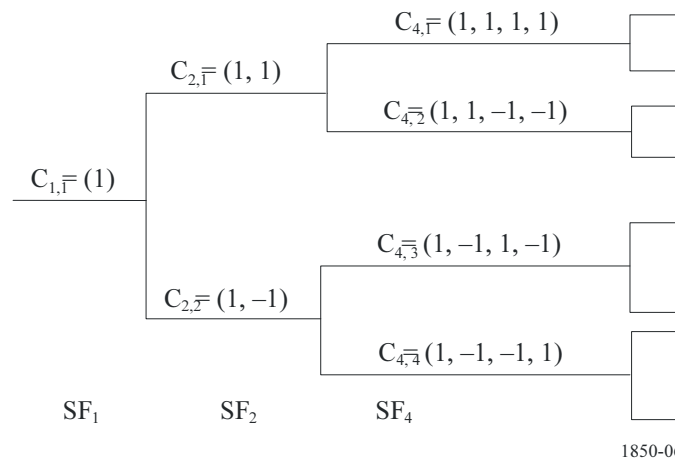 C4,1 = (1, 1, 1, 1)
C2,1 = (1, 1)
C4,2 = (1, 1, –1, –1)
C1,1 = (1)
C4,3 = (1, –1, 1, –1)
C2,2 = (1, –1)
C4,4 = (1, –1, –1, 1)
SF1 SF2 SF4
1850-06